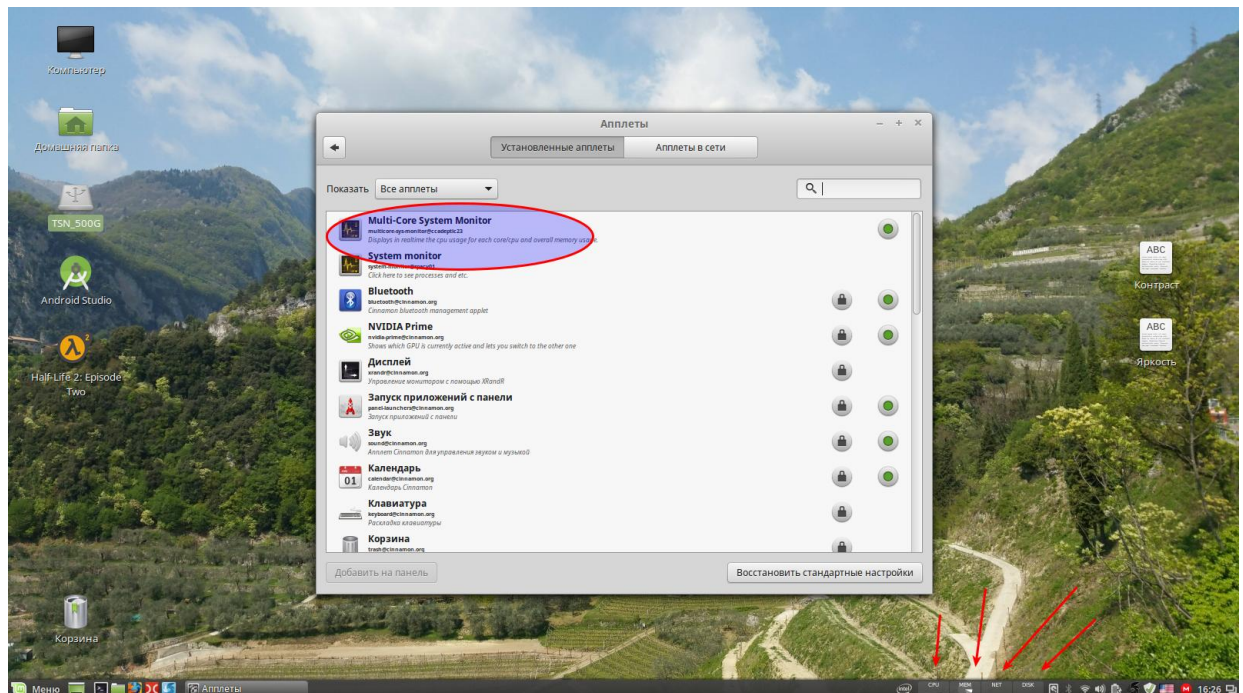 Компьютер
Домашняя папка
TSN_500G
Android Studio
Half-Life 2: Episode
Two
Корзина
Апплеты
Установленные апплеты
Апплеты в сети
Показать
Все апплеты
Multi-Core System Monitor
multicore-sys-monitor@ccadeptic23
Displays in realtime the cpu usage for each core/cpu and overall memory usage.
System monitor
Click here to see processes and etc.
Bluetooth
bluetooth@cinnamon.org
Cinnamon bluetooth management applet
NVIDIA Prime
nvidia-prime@cinnamon.org
Shows which GPU is currently active and lets you switch to the other one
Дисплей
xrandr@cinnamon.org
Управление монитором с помощью XRandR
Запуск приложений с панели
panel-launchers@cinnamon.org
Запуск приложений с панели
Звук
sound@cinnamon.org
Апплет Cinnamon для управления звуком и музыкой
01
Календарь
calendar@cinnamon.org
Календарь Cinnamon
Клавиатура
keyboard@cinnamon.org
Раскладка клавиатуры
Корзина
trash@cinnamon.org
Добавить на панель
Восстановить стандартные настройки
ABC
Контраст
ABC
Яркость
Меню
Апплеты
(intel)
CPU
MEM
NET
DISK
16:26